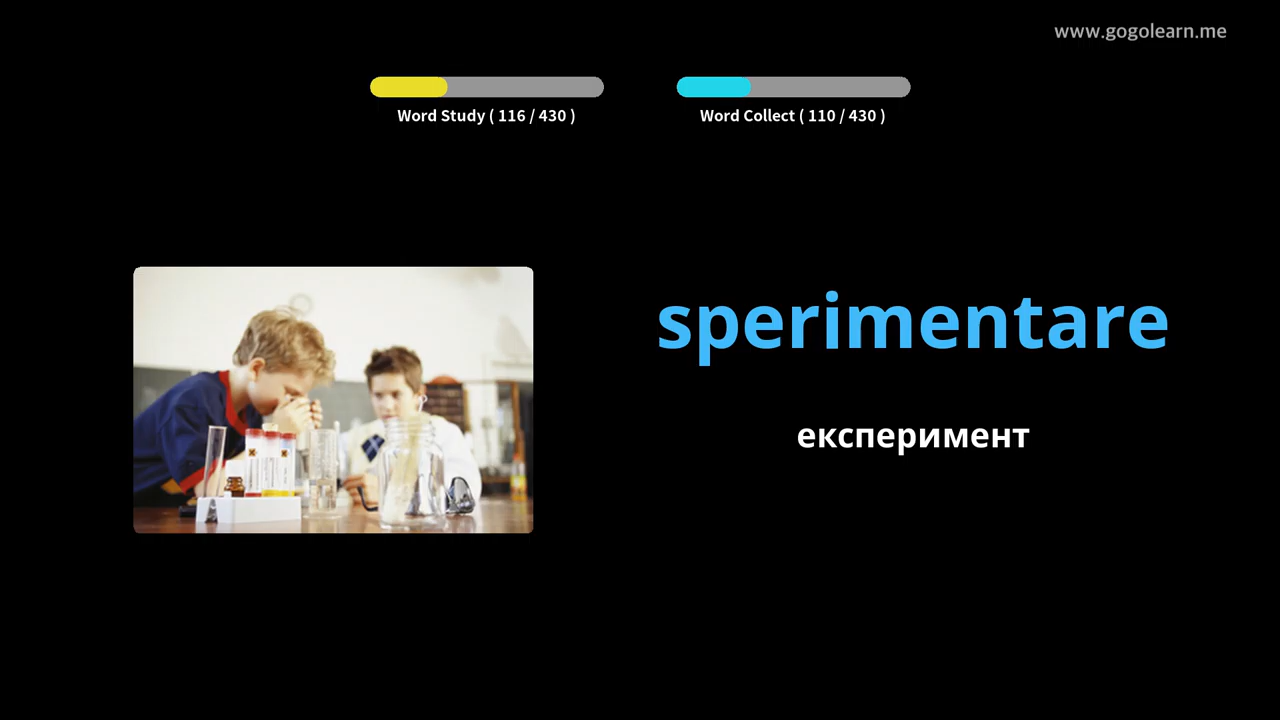 www.gogolearn.me
Word Study ( 116 / 430 )
Word Collect ( 110 / 430 )
sperimentare
експеримент